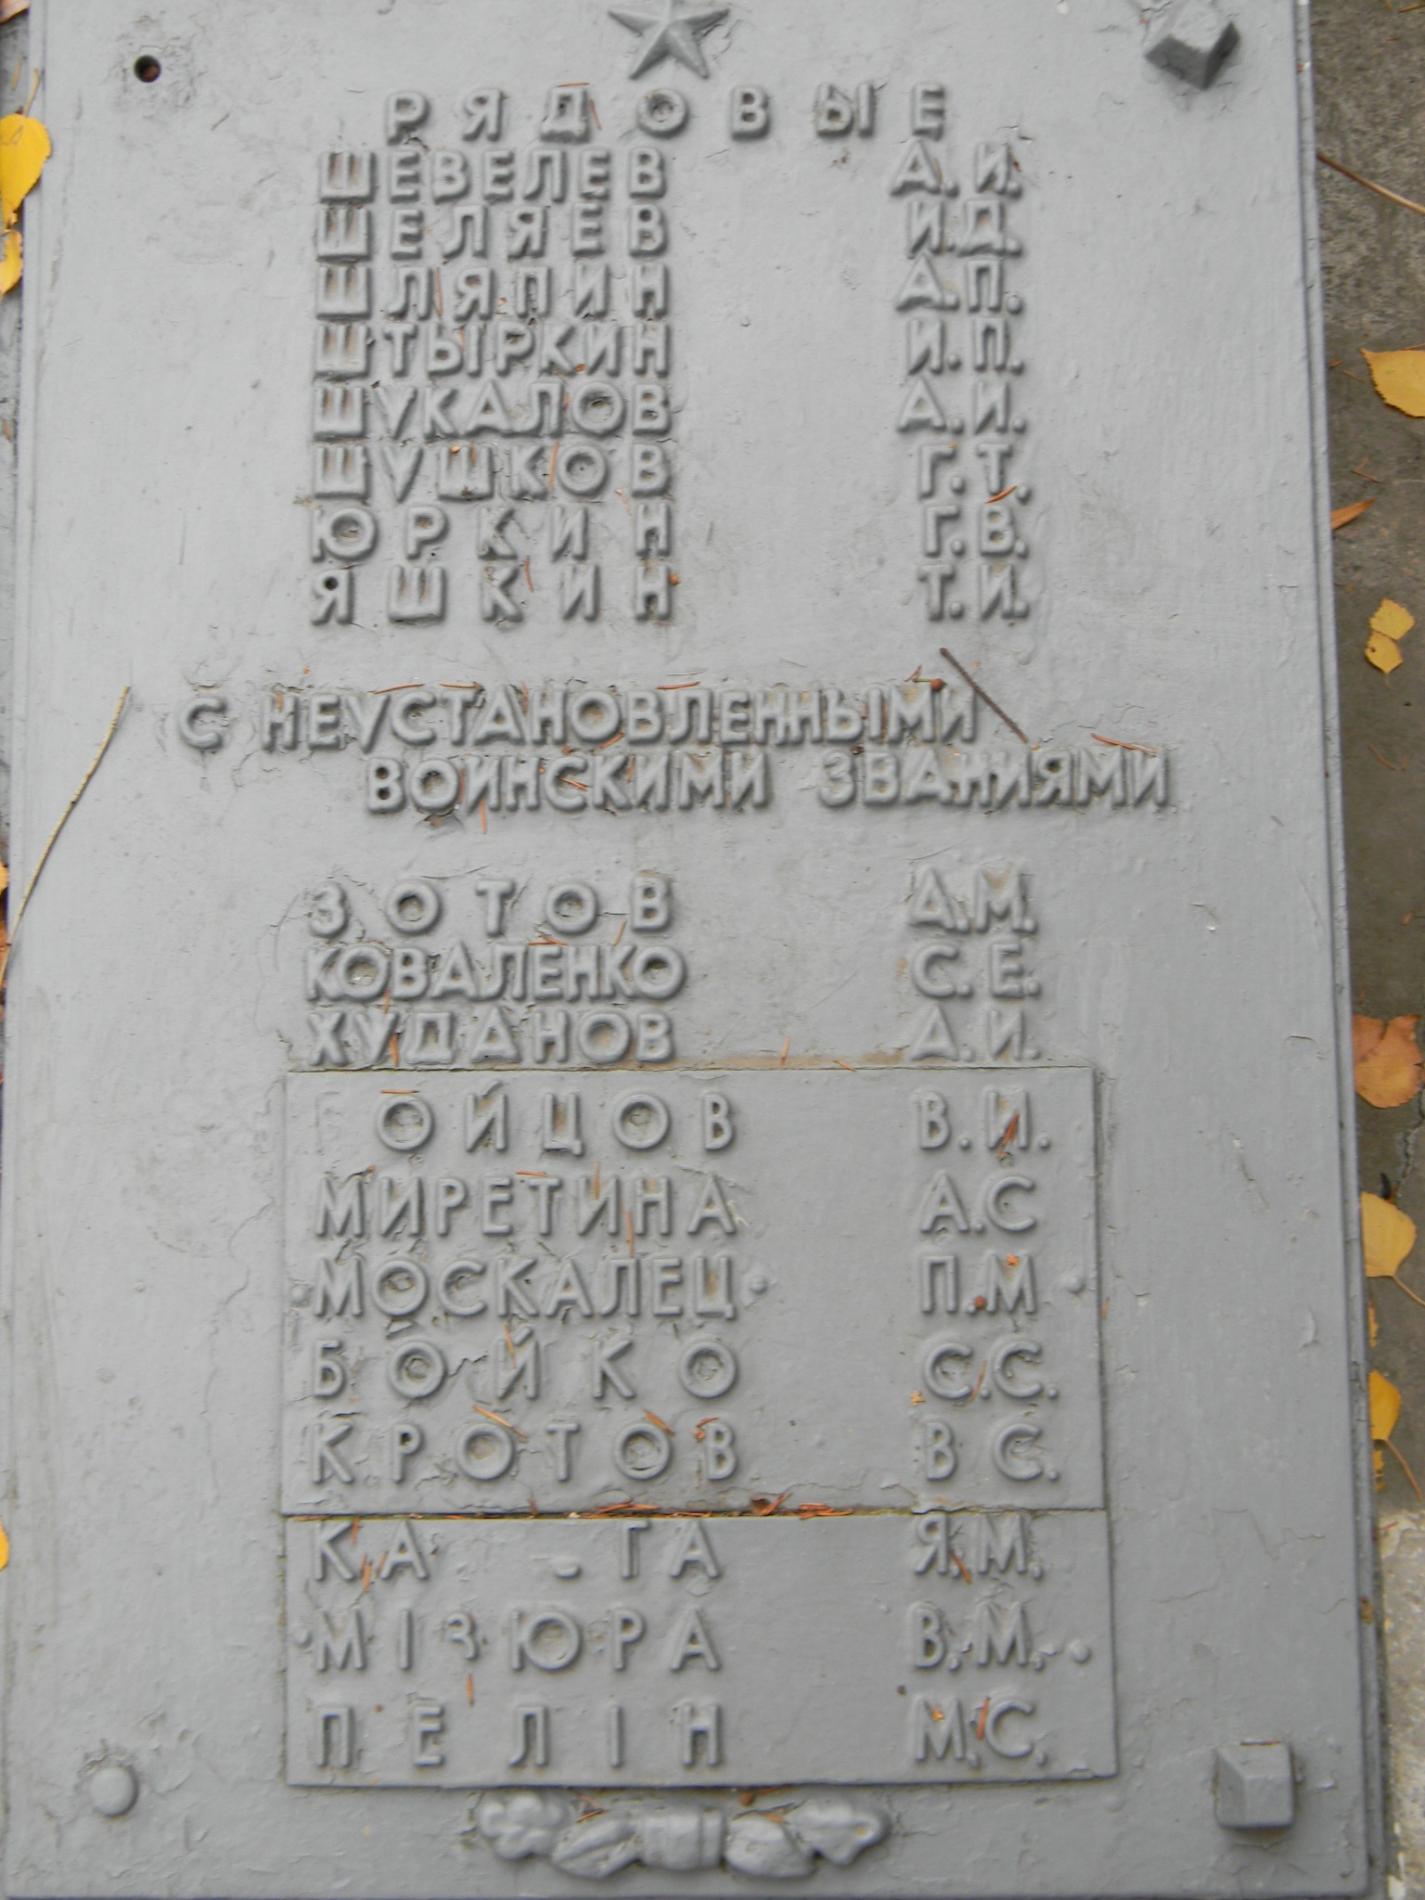 РЯДОВЫЕ
ШЕВЕЛЕВ А.И.
ШЕЛЯЕВ И.Д.
ШЛЯПИН А.П.
ШТЫРКИН И.П.
ШУКАЛОВ А.И.
ШУШКОВ Г.Т.
ЮРКИН Г.В.
ЯШКИН Т.И.
С НЕУСТАНОВЛЕННЫМИ
ВОИНСКИМИ ЗВАНИЯМИ
ЗОТОВ Д.М.
КОВАЛЕНКО С.Е.
ХУДАНОВ А.И.
БОЙЦОВ В.И.
МИРЕТИНА А.С
МОСКАЛЕЦ П.М
БОЙКО С.С.
КРОТОВ В С.
Я.М.
МІЗЮРА В.М.
ПЕЛІН М.С.